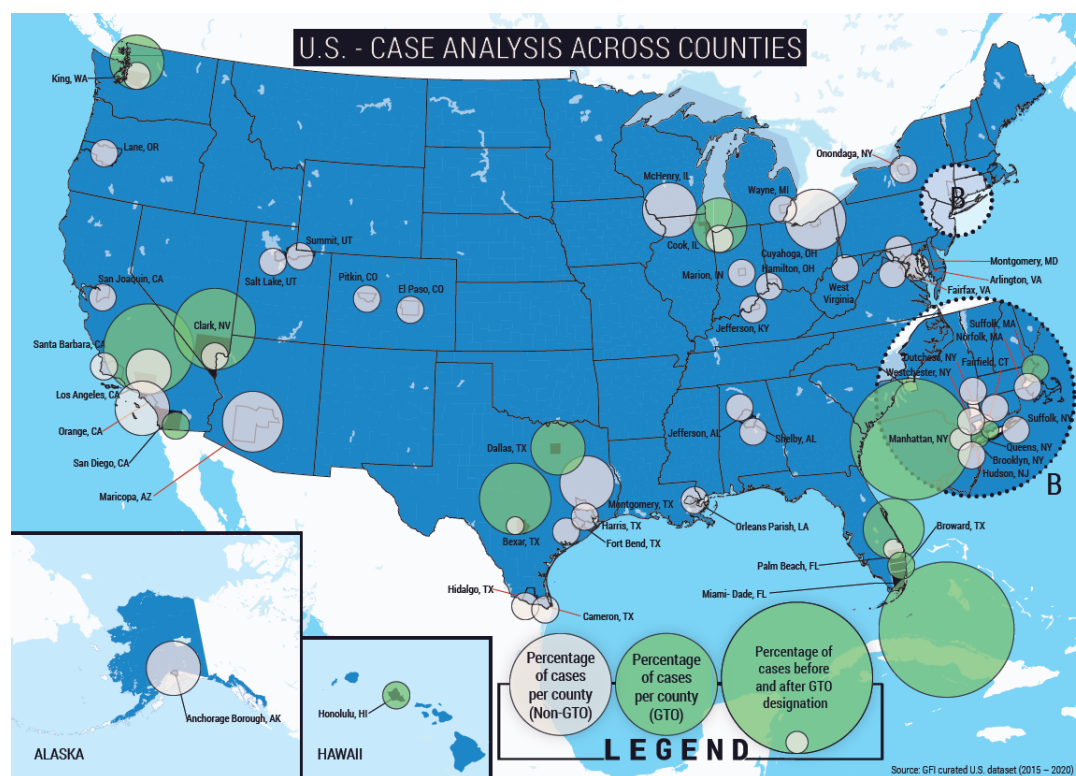 U.S. - CASE ANALYSIS ACROSS COUNTIES
King, WA
Lane, OR
Onondaga, NY
McHenry, IL
Wayne, MI
B
Summit, UT
San Joaquin, CA
Salt Lake, UT
Cook, IL
Cuyahoga, OH
Hamilton, OH
Marion, IN
West
Virginia
Montgomery, MD
Arlington, VA
Fairfax, VA
Pitkin, CO
El Paso, CO
Jefferson, KY
Clark, NV
Santa Barbara, CA
Suffolk, MA
Norfolk, MA
Dutchest, NY
Fairfield, CT
Westchester, NY
Los Angeles, CA
Orange, CA
San Diego, CA
Maricopa, AZ
Jefferson, AL
Shelby, AL
Suffolk, NY
Manhattan, NY
Queens, NY
Brooklyn, NY
Hudson, NJ
B
Dallas, TX
Montgomery, TX
Harris, TX
Fort Bend, TX
Bexar, TX
Orleans Parish, LA
Broward, TX
Palm Beach, FL
Miami- Dade, FL
Hidalgo, TX
Cameron, TX
Anchorage Borough, AK
ALASKA
Honolulu, HI
HAWAII
Percentage
of cases
per county
(Non-GTO)
Percentage
of cases
per county
(GTO)
Percentage of
cases before
and after GTO
designation
LEGEND
Source: GFI curated U.S. dataset (2015 – 2020)